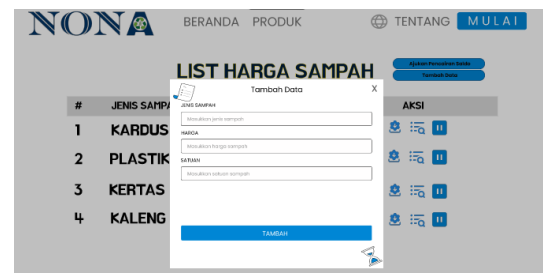 NONA BERANDA PRODUK TENTANG MULAI
LIST HARGA SAMPAH
Ajukan Penarikan Saldo
Tambah Data
# JENIS SAMPA AKSI
1 KARDUS
2 PLASTIK
3 KERTAS
4 KALENG
Tambah Data X
JENIS SAMPAH
Masukkan jenis sampah
HARGA
Masukkan harga sampah
SATUAN
Masukkan satuan sampah
TAMBAH